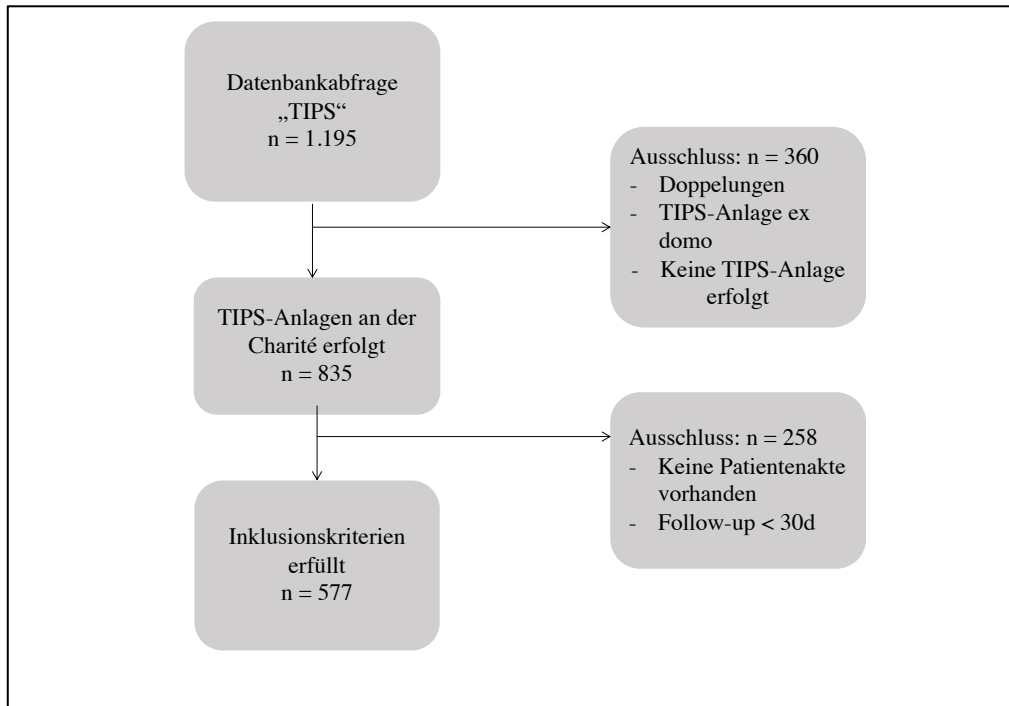 Datenbankabfrage
„TIPS“
n = 1.195
Ausschluss: n = 360
- Doppelungen
- TIPS-Anlage ex
domo
- Keine TIPS-Anlage
erfolgt
TIPS-Anlagen an der
Charité erfolgt
n = 835
Ausschluss: n = 258
- Keine Patientenakte
vorhanden
- Follow-up < 30d
Inklusionskriterien
erfüllt
n = 577